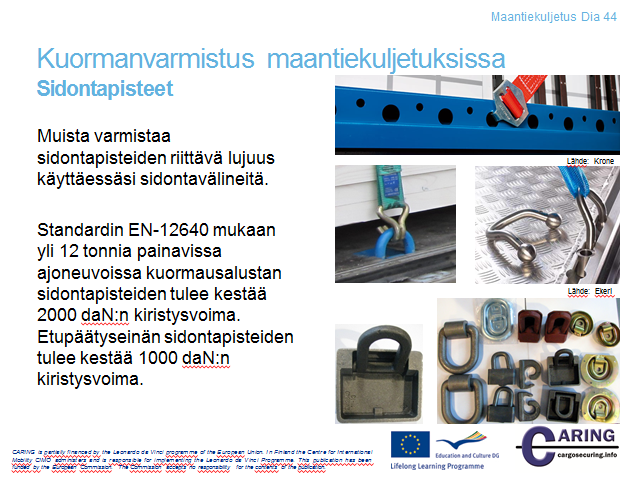 Maantiekuljetus Dia 44
Kuormanvarmistus maantiekuljetuksissa
Sidontapisteet
Muista varmistaa
sidontapisteiden riittävä lujuus
käyttäessäsi sidontavälineitä.
Standardin EN-12640 mukaan
yli 12 tonnia painavissa
ajoneuvoissa kuormausalustan
sidontapisteiden tulee kestää
2000 daN:n kiristysvoima.
Etupäätyseinän sidontapisteiden
tulee kestää 1000 daN:n
kiristysvoima.
Lähde: Krone
Lähde: Ekeri
CARING is partially financed by the Leonardo da Vinci programme of the European Union. In Finland the Centre for International
Mobility CIMO administers and is responsible for implementing the Leonardo da Vinci Programme. This publication has been
funded by the European Commission. The Commission accepts no responsibility for the contents of the publication.
Education and Culture DG
Lifelong Learning Programme
CARING
cargosecuring.info